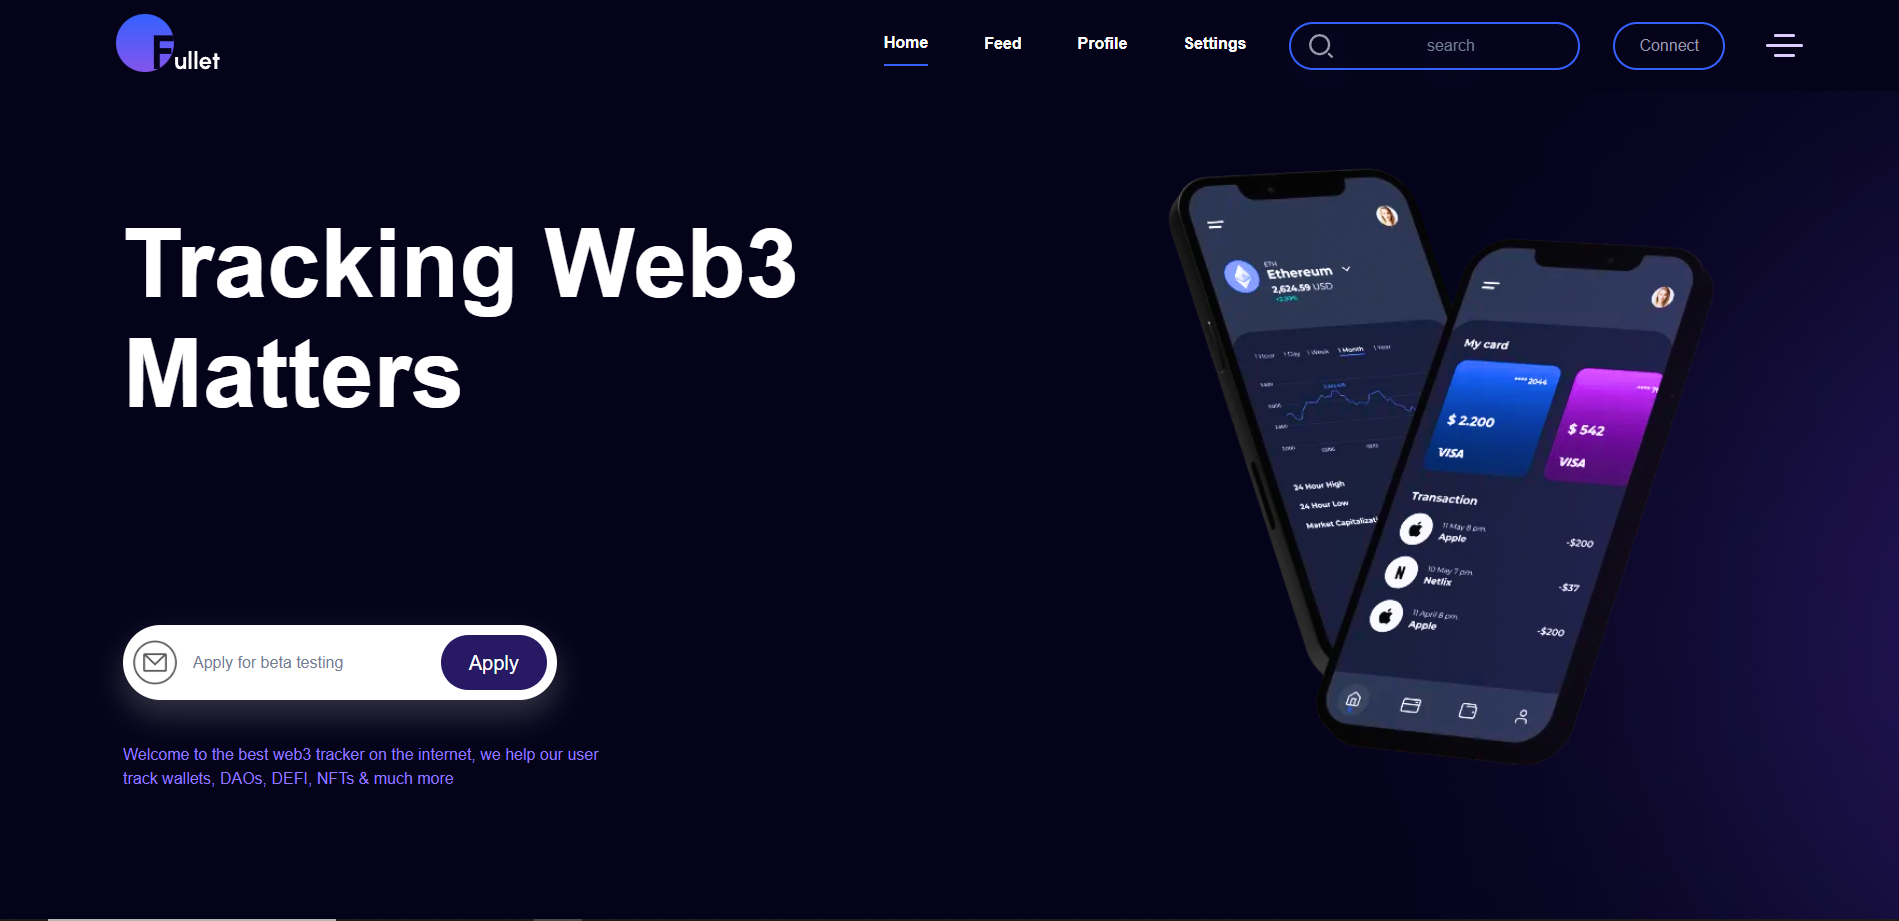 Fullet
Home
Feed
Profile
Settings
search
Connect
Tracking Web3
Matters
Apply for beta testing
Apply
Welcome to the best web3 tracker on the internet, we help our user
track wallets, DAOs, DEFI, NFTs & much more
ETH
Ethereum
2,624.59 USD
1 Hour
1 Day
1 Week
1 Month
1 Year
24 Hour High
24 Hour Low
Market Capitalizati
My card
**** 2044
$ 2.200
VISA
$ 542
VISA
Transaction
11 May 8 pm.
Apple
-$200
10 May 7 pm.
Netlix
-$37
11 April 8 pm.
Apple
-$200